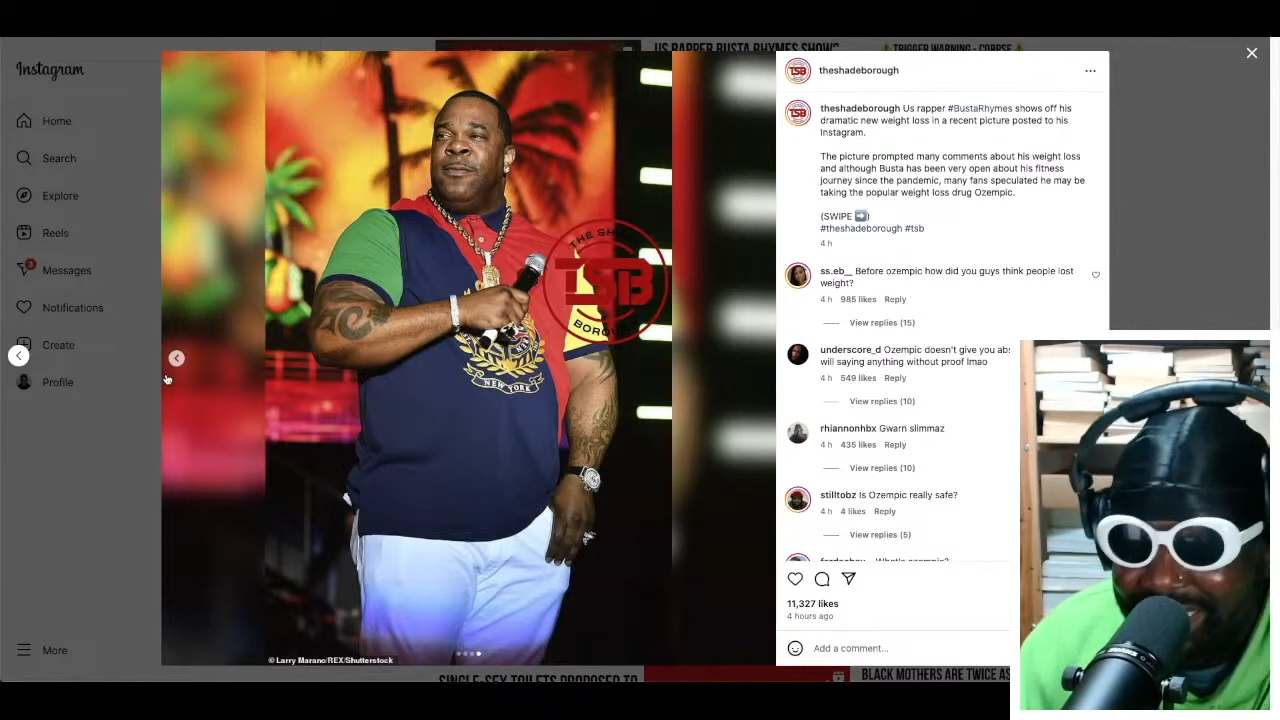 US RAPPER BUSTA RHYMES SHOWS
⚠TRIGGER WARNING - CORPSE⚠
Instagram
Home
Search
Explore
Reels
3
Messages
Notifications
Create
Profile
More
THE SH
TSB
BOROU
NEW YORK
© Larry Marano/REX/Shutterstock
TSB
theshadeborough
TSB
theshadeborough Us rapper #BustaRhymes shows off his
dramatic new weight loss in a recent picture posted to his
Instagram.
The picture prompted many comments about his weight loss
and although Busta has been very open about his fitness
journey since the pandemic, many fans speculated he may be
taking the popular weight loss drug Ozempic.
(SWIPE ➡️)
#theshadeborough #tsb
4 h
ss.eb__ Before ozempic how did you guys think people lost
weight?
4 h 985 likes Reply
View replies (15)
underscore_d Ozempic doesn't give you abs
will saying anything without proof lmao
4 h 549 likes Reply
View replies (10)
rhiannonhbx Gwarn slimmaz
4 h 435 likes Reply
View replies (10)
stilltobz Is Ozempic really safe?
4 h 4 likes Reply
View replies (5)
11,327 likes
4 hours ago
Add a comment...
SINGLE-SEX TOILETS PROPOSED TO
BLACK MOTHERS ARE TWICE AS